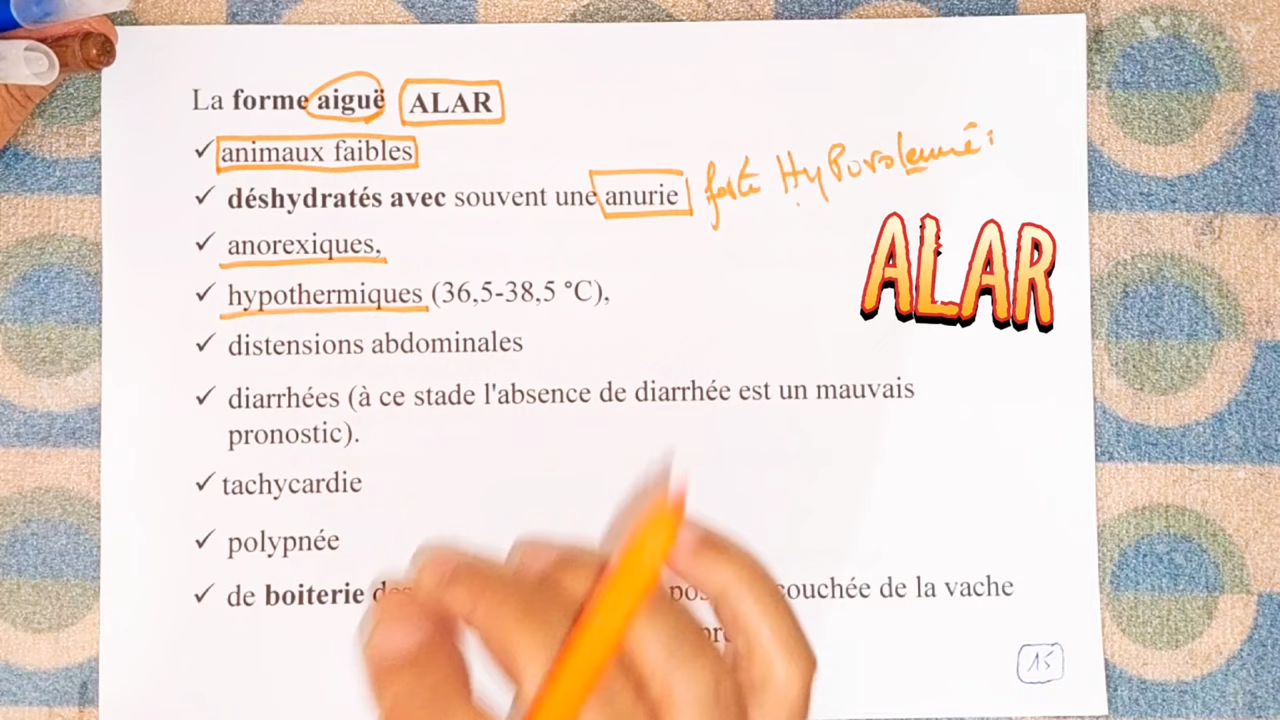 La forme aiguë ALAR
✓ animaux faibles
✓ déshydratés avec souvent une anurie forte
✓ anorexiques,
✓ hypothermiques (36,5-38,5 °C),
ALAR
✓ distensions abdominales
✓ diarrhées (à ce stade l'absence de diarrhée est un mauvais
pronostic).
✓ tachycardie
✓ polypnée
✓ de boiterie de la vache
15